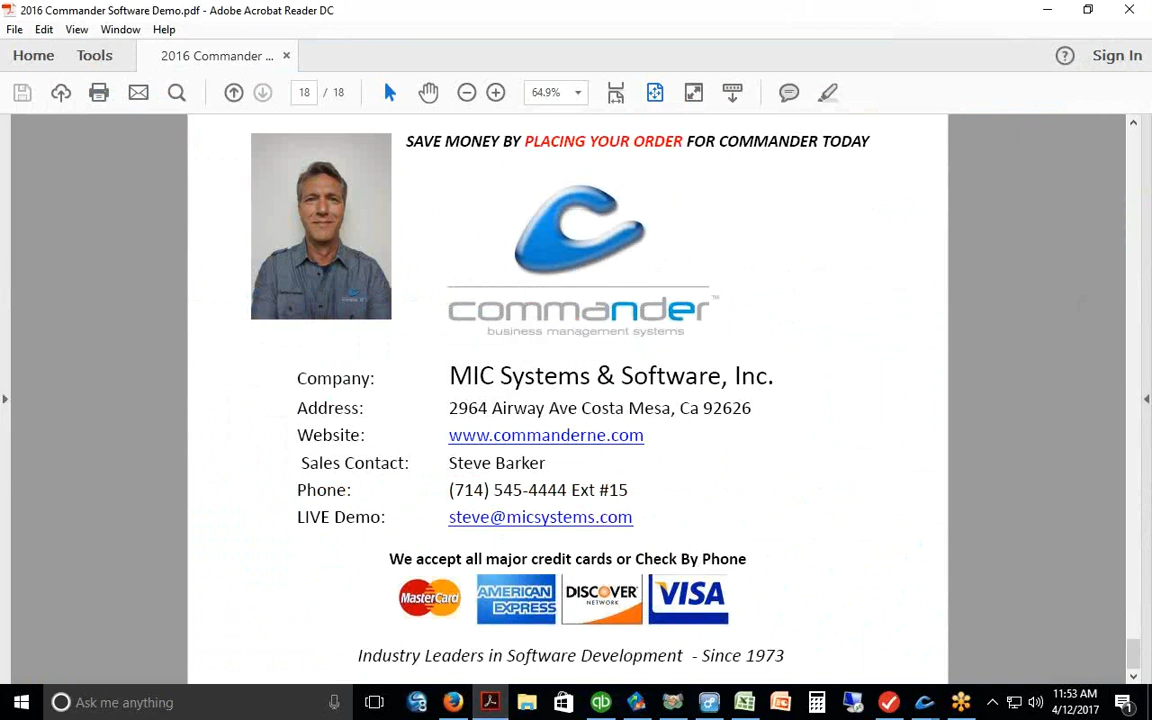 2016 Commander Software Demo.pdf - Adobe Acrobat Reader DC
File Edit View Window Help
Home Tools 2016 Commander ... × ? Sign In
18 / 18 64.9%
SAVE MONEY BY PLACING YOUR ORDER FOR COMMANDER TODAY
commander™
business management systems
Company: MIC Systems & Software, Inc.
Address: 2964 Airway Ave Costa Mesa, Ca 92626
Website: www.commanderne.com
Sales Contact: Steve Barker
Phone: (714) 545-4444 Ext #15
LIVE Demo: steve@micsystems.com
We accept all major credit cards or Check By Phone
MasterCard AMERICAN EXPRESS DISCOVER NETWORK VISA
Industry Leaders in Software Development - Since 1973
Ask me anything
11:53 AM
4/12/2017